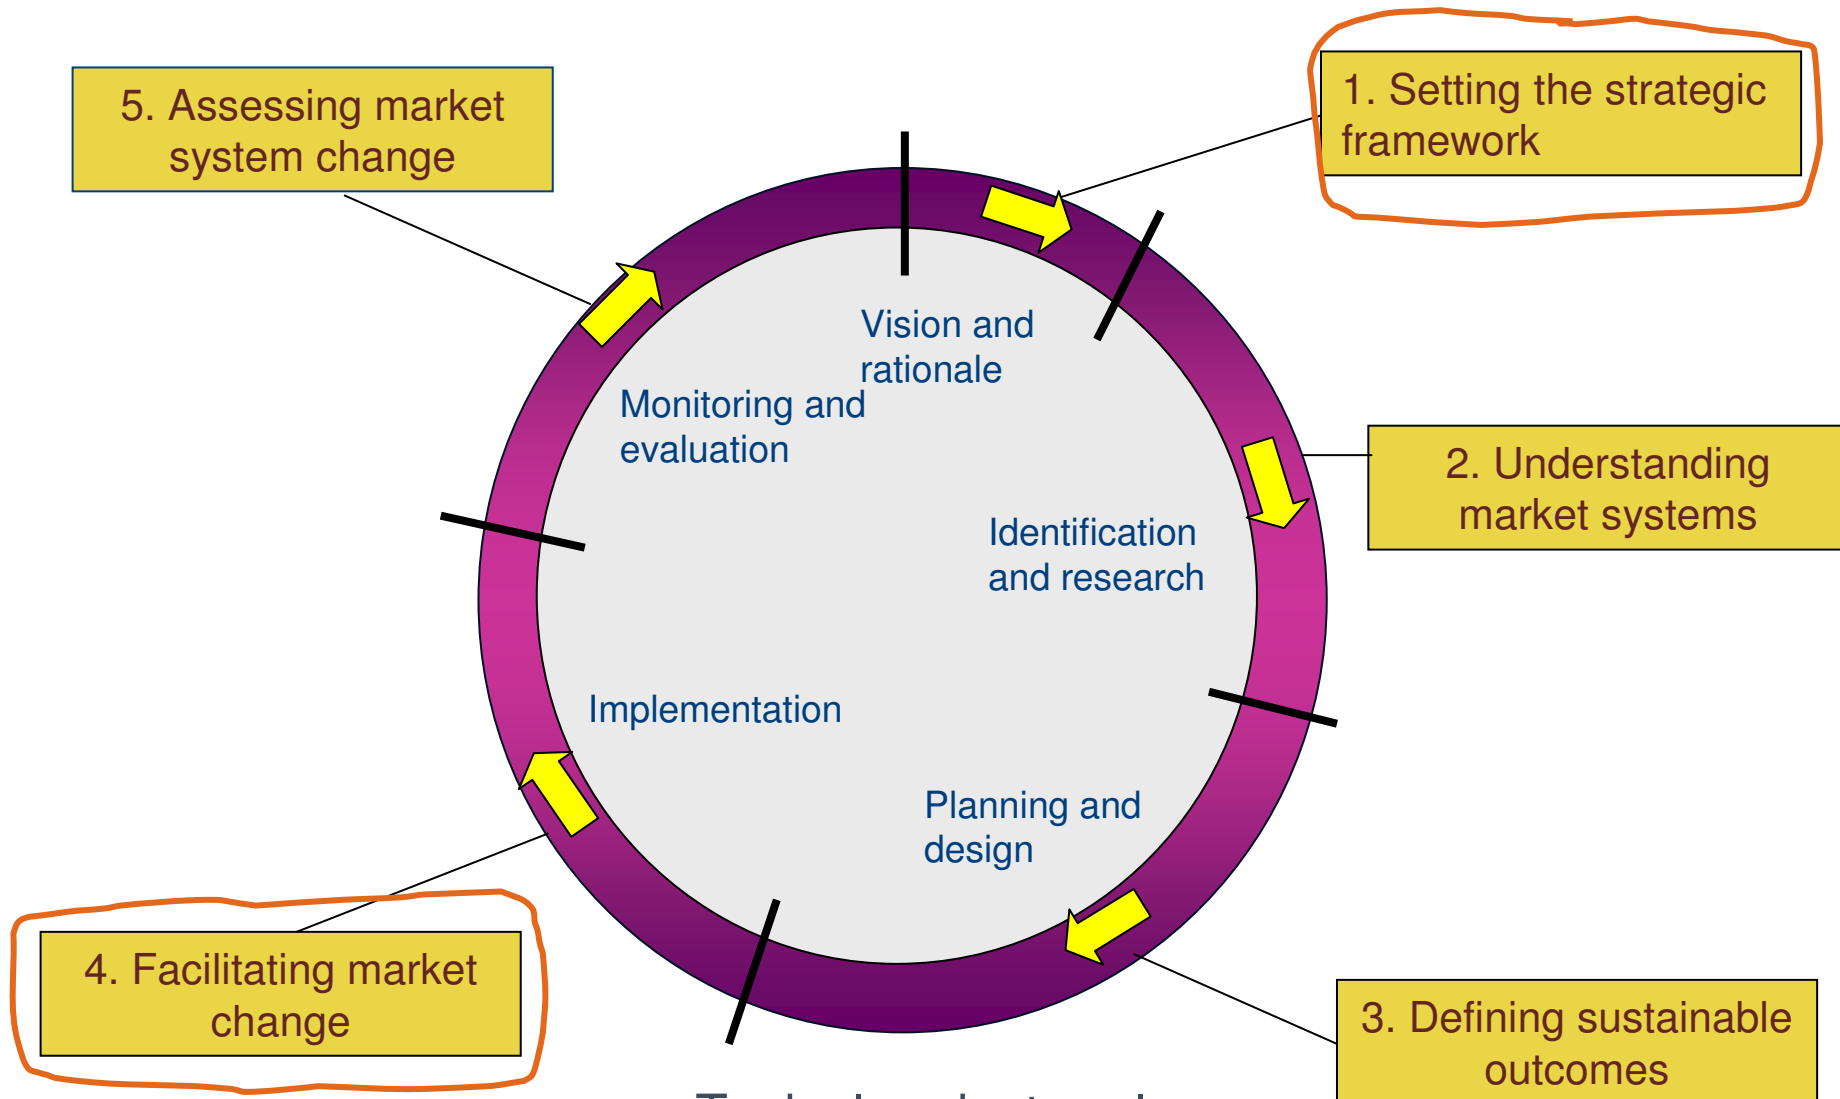 5. Assessing market
system change
1. Setting the strategic
framework
Vision and
rationale
Monitoring and
evaluation
2. Understanding
market systems
Identification
and research
Implementation
Planning and
design
4. Facilitating market
change
3. Defining sustainable
outcomes